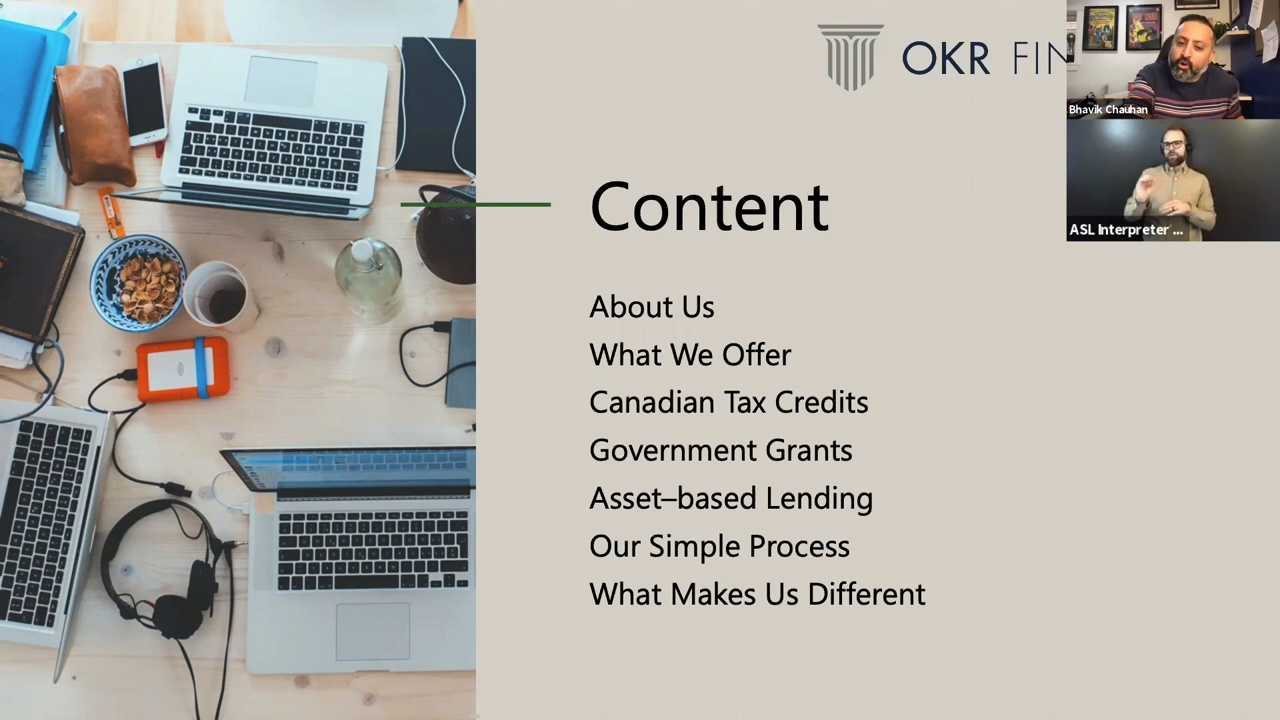 OKR FIN
Bhavik Chauhan
ASL Interpreter ...
Content
About Us
What We Offer
Canadian Tax Credits
Government Grants
Asset–based Lending
Our Simple Process
What Makes Us Different